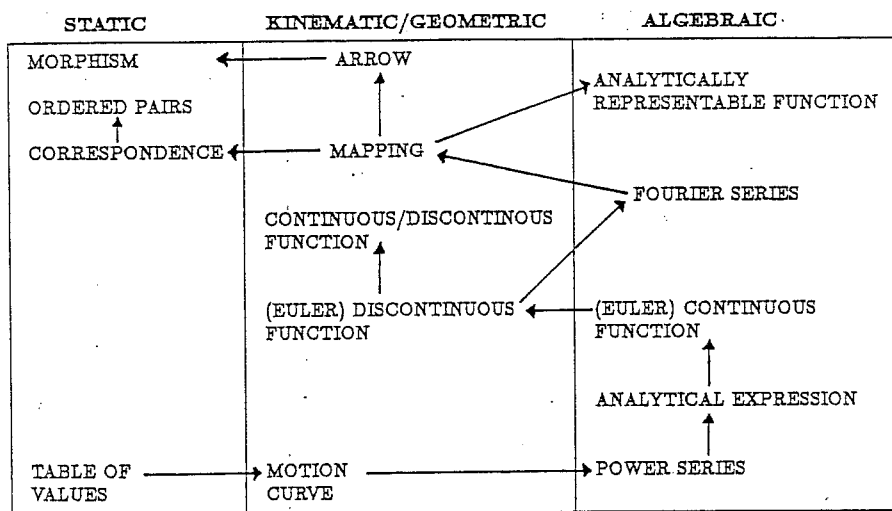 STATIC KINEMATIC/GEOMETRIC ALGEBRAIC
MORPHISM ARROW
ANALYTICALLY
REPRESENTABLE FUNCTION
ORDERED PAIRS
CORRESPONDENCE MAPPING
FOURIER SERIES
CONTINUOUS/DISCONTINOUS
FUNCTION
(EULER) DISCONTINUOUS
FUNCTION
(EULER) CONTINUOUS
FUNCTION
ANALYTICAL EXPRESSION
TABLE OF
VALUES
MOTION
CURVE
POWER SERIES